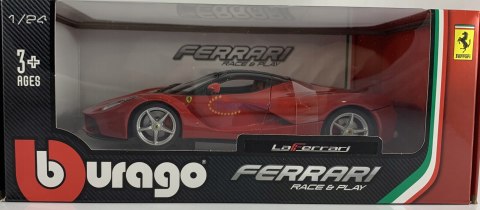 1/24
FERRARI
RACE & PLAY
3+
AGES
Ferrari
LaFerrari
burago
FERRARI
RACE & PLAY